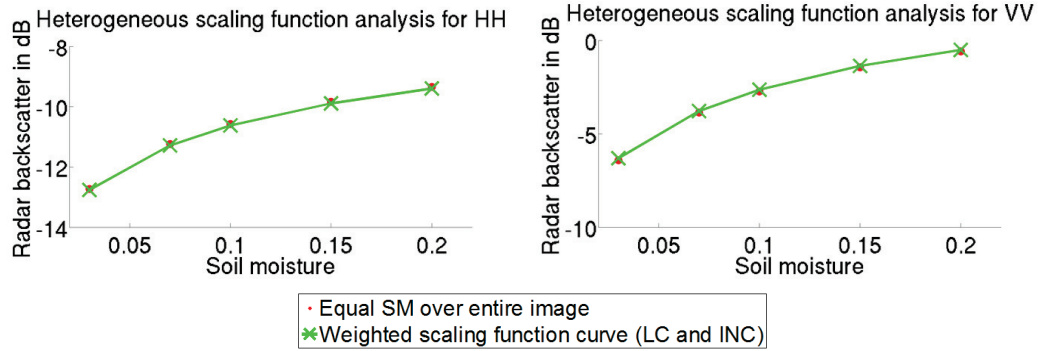 Heterogeneous scaling function analysis for HH
Radar backscatter in dB
-8
-10
-12
-14
0.05
0.1
0.15
0.2
Soil moisture
Heterogeneous scaling function analysis for VV
Radar backscatter in dB
0
-5
-10
0.05
0.1
0.15
0.2
Soil moisture
Equal SM over entire image
Weighted scaling function curve (LC and INC)